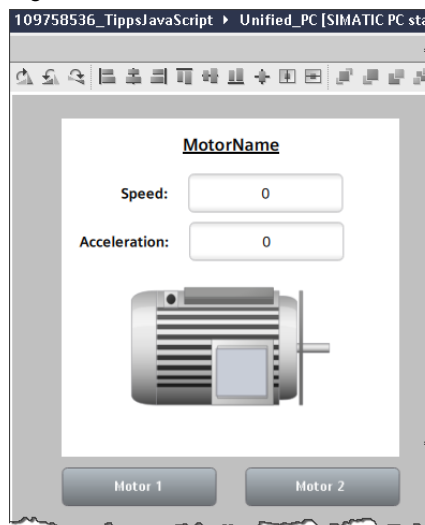 109758536_TippsJavaScript ▸ Unified_PC [SIMATIC PC sta
MotorName
Speed: 0
Acceleration: 0
Motor 1 Motor 2